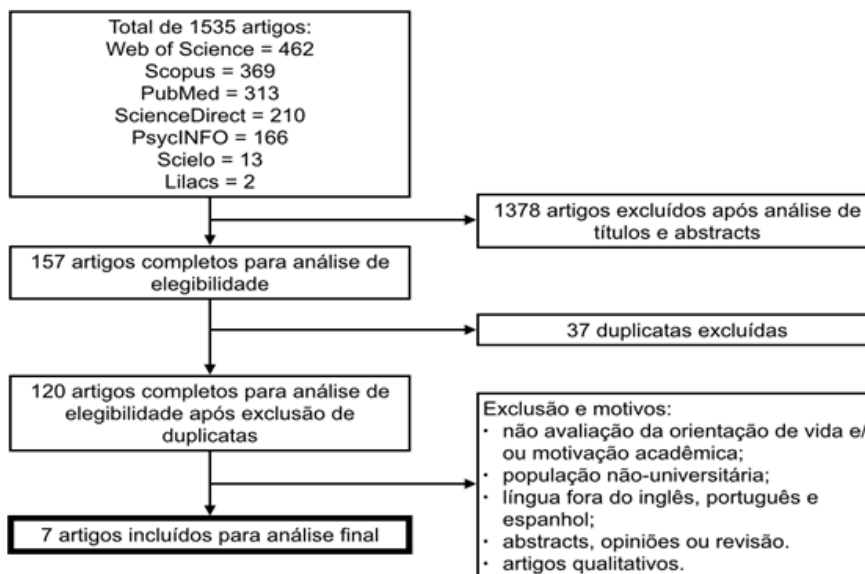 Total de 1535 artigos:
Web of Science = 462
Scopus = 369
PubMed = 313
ScienceDirect = 210
PsycINFO = 166
Scielo = 13
Lilacs = 2
1378 artigos excluídos após análise de
títulos e abstracts
157 artigos completos para análise de
elegibilidade
37 duplicatas excluídas
120 artigos completos para análise de
elegibilidade após exclusão de
duplicatas
Exclusão e motivos:
· não avaliação da orientação de vida e/
ou motivação acadêmica;
· população não-universitária;
· língua fora do inglês, português e
espanhol;
· abstracts, opiniões ou revisão.
· artigos qualitativos.
7 artigos incluídos para análise final